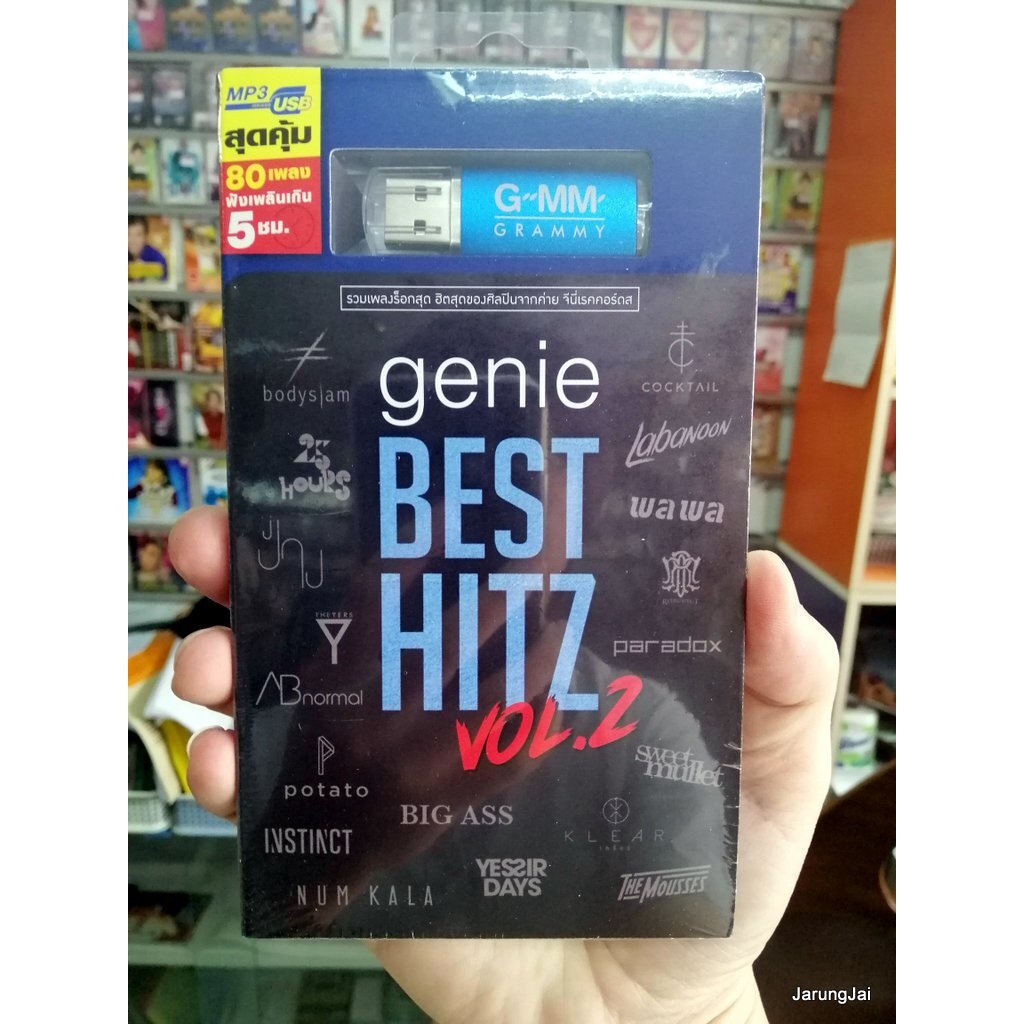 MP3
USB
สุดคุ้ม
80 เพลง
ฟังเพลินเกิน
5 ชม.
G"MM'
GRAMMY
รวมเพลงร็อกสุด ฮิตสุดของศิลปินจากค่าย จีนี่เรคคอร์ดส
genie
BEST
HITZ
VOL.2
bodyslam
25
hours
THE YERS
Y
ABnormal
P
potato
INSTINCT
NUM KALA
BIG ASS
YES'SIR
DAYS
COCKTAIL
Labanoon
พลพล
paradox
sweet
mullet
KLEAR
THE MOUSSES
JarungJai